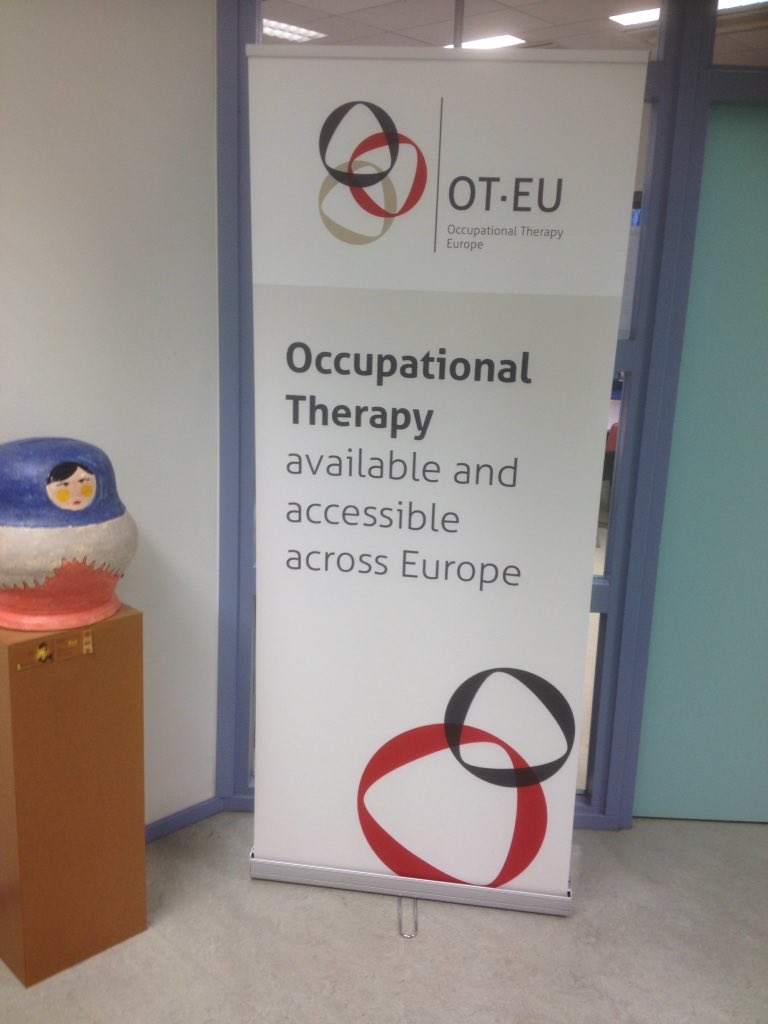 OT·EU
Occupational Therapy
Europe
Occupational
Therapy
available and
accessible
across Europe